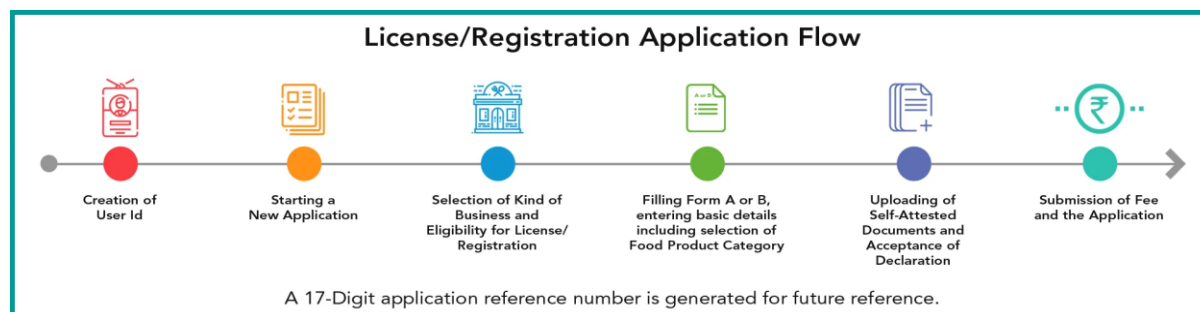 License/Registration Application Flow
A or B
Creation of
User Id
Starting a
New Application
Selection of Kind of
Business and
Eligibility for License/
Registration
Filling Form A or B,
entering basic details
including selection of
Food Product Category
Uploading of
Self-Attested
Documents and
Acceptance of
Declaration
Submission of Fee
and the Application
A 17-Digit application reference number is generated for future reference.